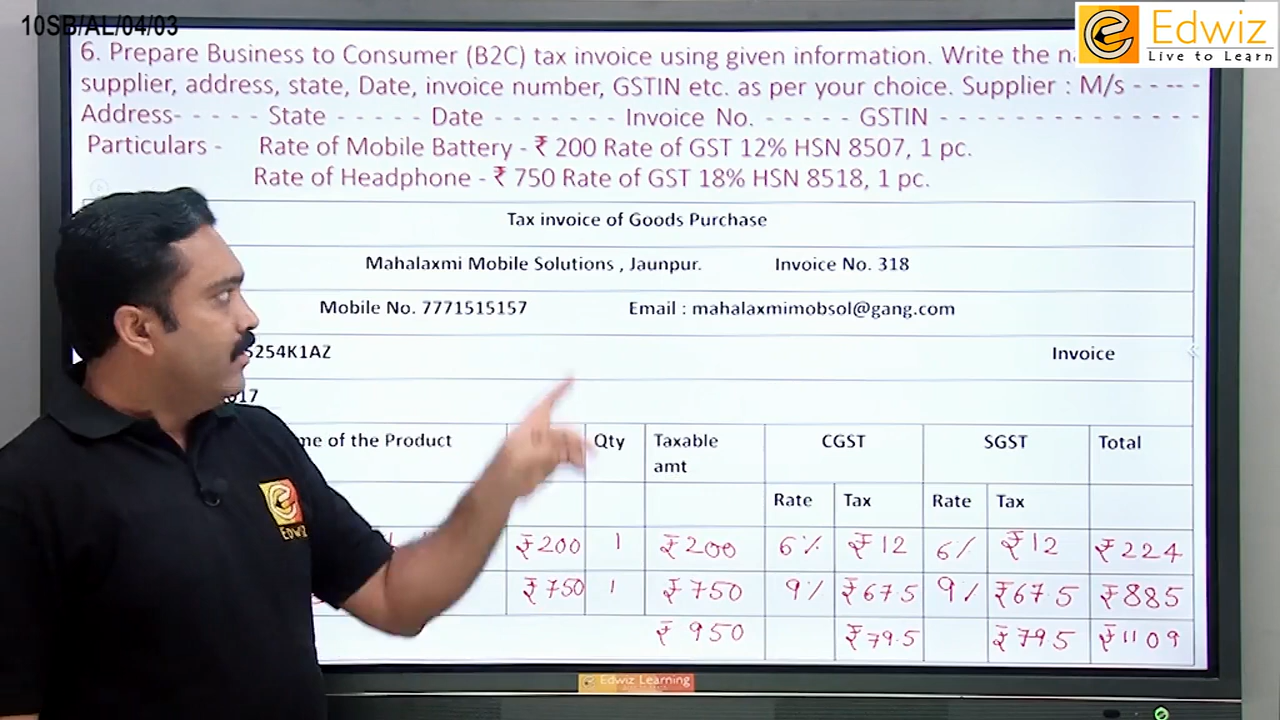 10SB/AL/04/03
Edwiz
Live to Learn
6. Prepare Business to Consumer (B2C) tax invoice using given information. Write the
supplier, address, state, Date, invoice number, GSTIN etc. as per your choice. Supplier : M/s - - -- -
Address- - - - - State - - - - - Date - - - - - - - Invoice No. - - - - - GSTIN - - - - - - - - - - - - -
Particulars - Rate of Mobile Battery - ₹ 200 Rate of GST 12% HSN 8507, 1 pc.
Rate of Headphone - ₹ 750 Rate of GST 18% HSN 8518, 1 pc.
Tax invoice of Goods Purchase
Mahalaxmi Mobile Solutions , Jaunpur. Invoice No. 318
Mobile No. 7771515157 Email : mahalaxmimobsol@gang.com
254K1AZ Invoice
017
me of the Product Qty Taxable amt CGST SGST Total
Rate Tax Rate Tax
₹200 1 ₹200 6% ₹12 6% ₹12 ₹224
₹750 1 ₹750 9% ₹67.5 9% ₹67.5 ₹885
₹950 ₹79.5 ₹79.5 ₹1109
Edwiz Learning
EDWIZ